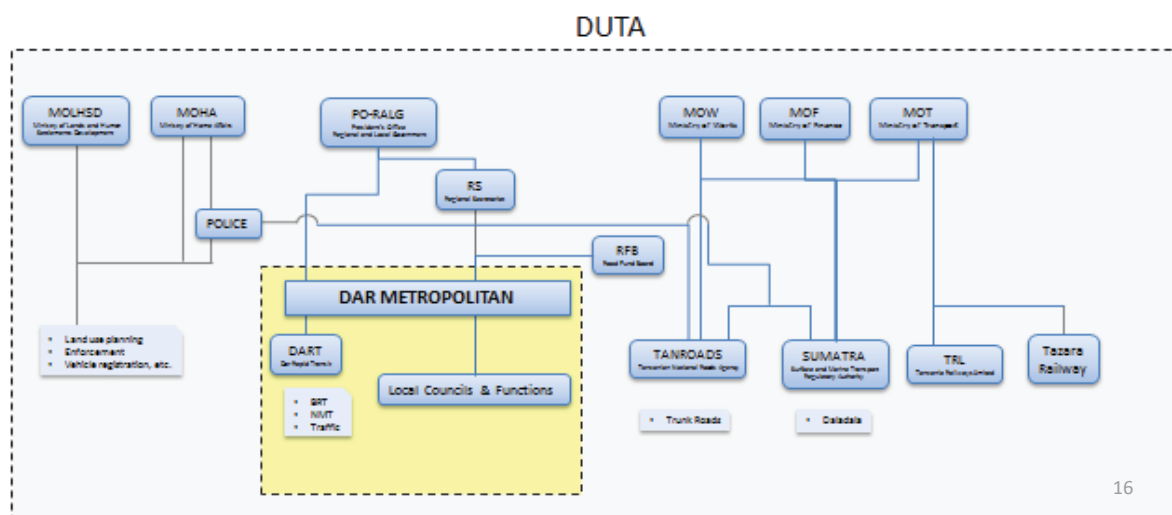 DUTA
MOLHSD
Ministry of Lands and Human
Settlements Development
MOHA
Ministry of Home Affairs
PO-RALG
President's Office
Regional and Local Government
MOW
Ministry of Works
MOF
Ministry of Finance
MOT
Ministry of Transport
RS
Regional Secretaries
POLICE
RFB
Road Fund Board
DAR METROPOLITAN
• Land use planning
• Enforcement
• Vehicle registration, etc.
DART
Dar Rapid Transit
Local Councils & Functions
TANROADS
Tanzanian National Roads Agency
SUMATRA
Surface and Marine Transport
Regulatory Authority
TRL
Tanzania Railways Limited
Tazara
Railway
• BRT
• NMT
• Traffic
• Trunk Roads
• Daladala
16